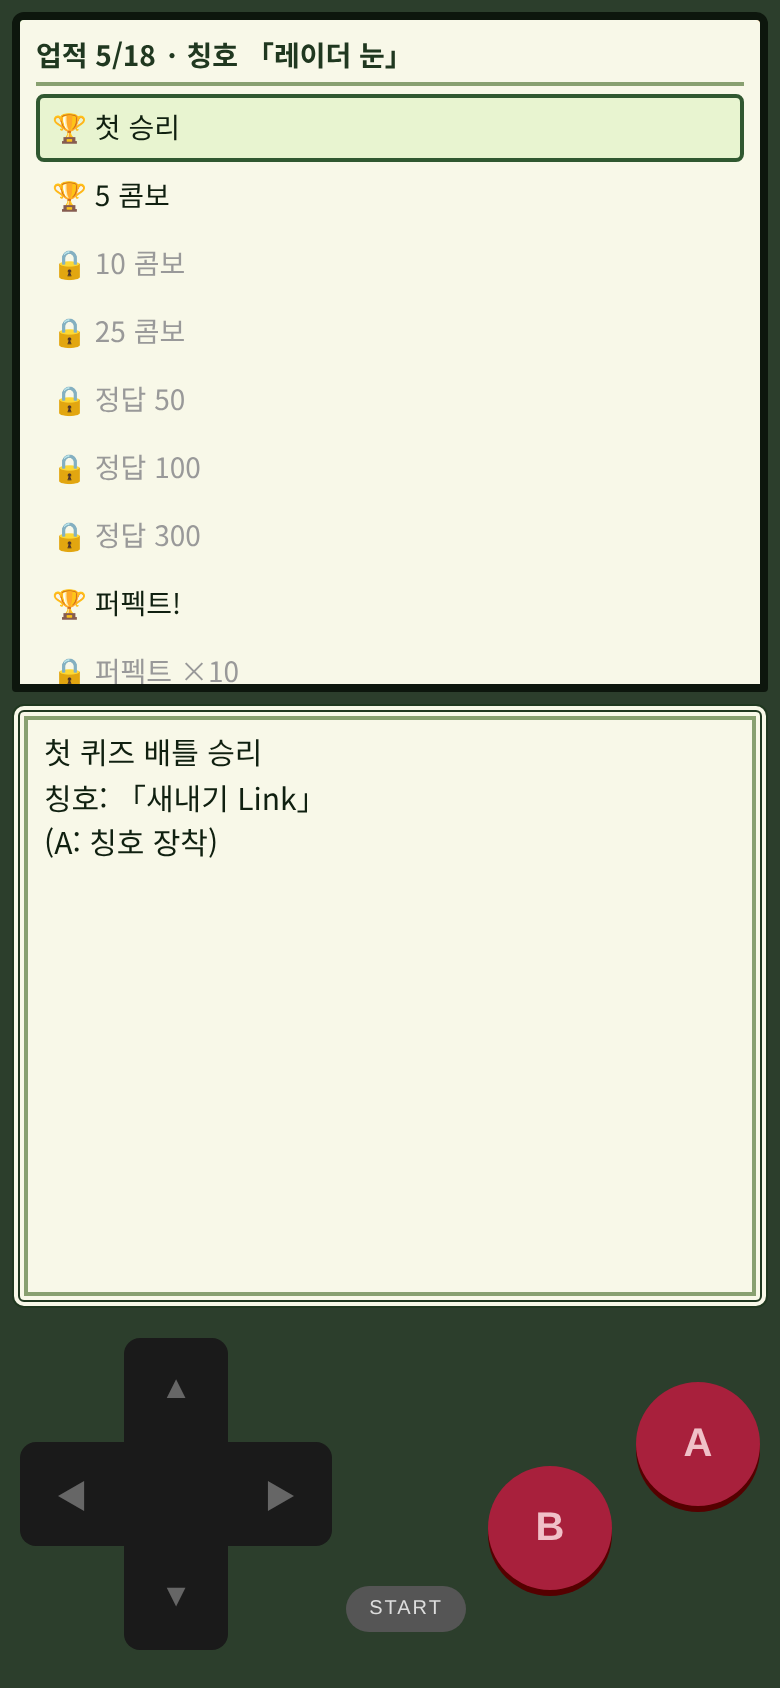 업적 5/18 · 칭호 「레이더 눈」
🏆 첫 승리
🏆 5 콤보
🔒 10 콤보
🔒 25 콤보
🔒 정답 50
🔒 정답 100
🔒 정답 300
🏆 퍼펙트!
🔒 퍼펙트 ×10
첫 퀴즈 배틀 승리
칭호: 「새내기 Link」
(A: 칭호 장착)
▲
◀ ▶
▼
A
B
START